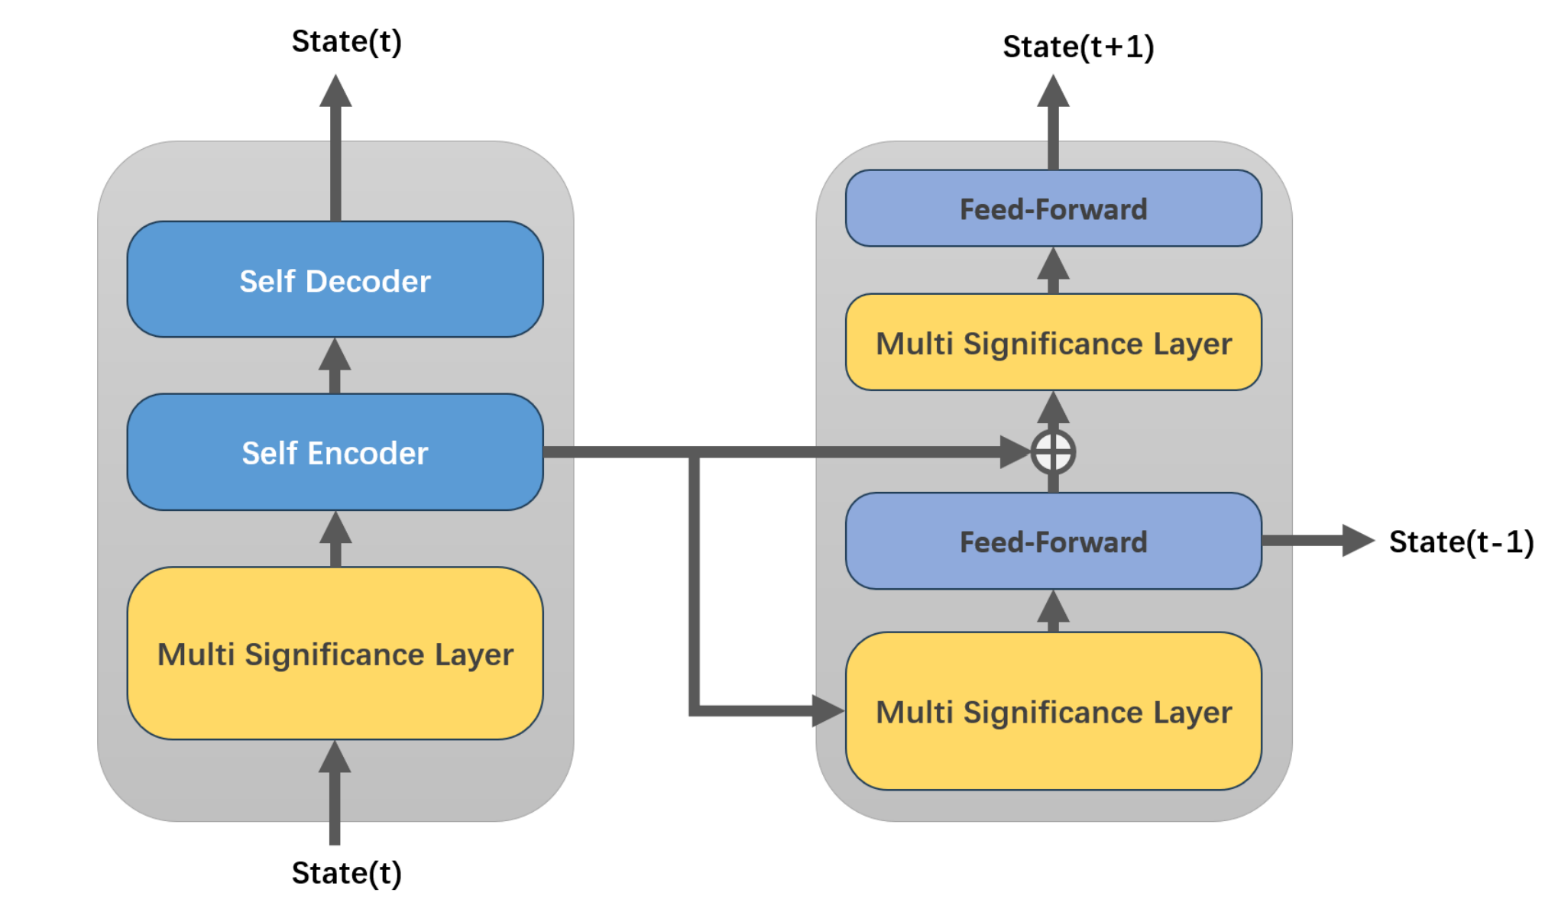 State(t)
Self Decoder
Self Encoder
Multi Significance Layer
State(t)
State(t+1)
Feed-Forward
Multi Significance Layer
Feed-Forward
State(t-1)
Multi Significance Layer